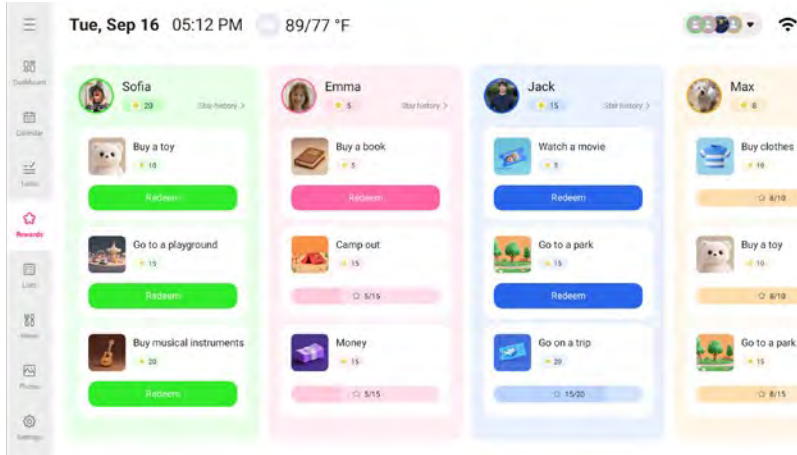 Tue, Sep 16 05:12 PM 89/77 °F
Dashboard
Calendar
Tasks
Rewards
Lists
Meals
Photos
Settings
Sofia
20 Star history >
Buy a toy
10
Redeem
Go to a playground
15
Redeem
Buy musical instruments
20
Redeem
Emma
5 Star history >
Buy a book
5
Redeem
Camp out
15
5/15
Money
15
5/15
Jack
15 Star history >
Watch a movie
5
Redeem
Go to a park
15
Redeem
Go on a trip
20
15/20
Max
8
Buy clothes
10
8/10
Buy a toy
10
8/10
Go to a park
15
8/15